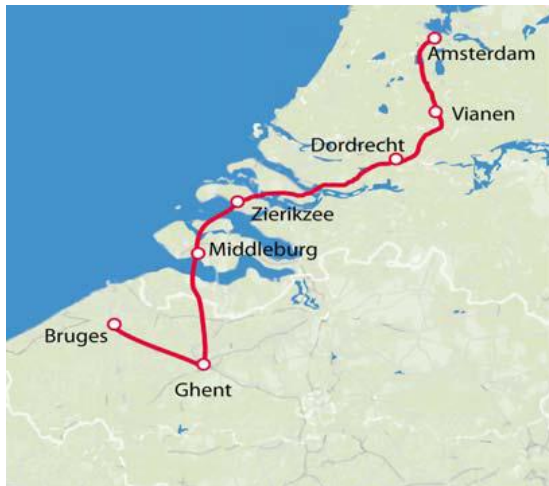 Amsterdam
Vianen
Dordrecht
Zierikzee
Middleburg
Bruges
Ghent